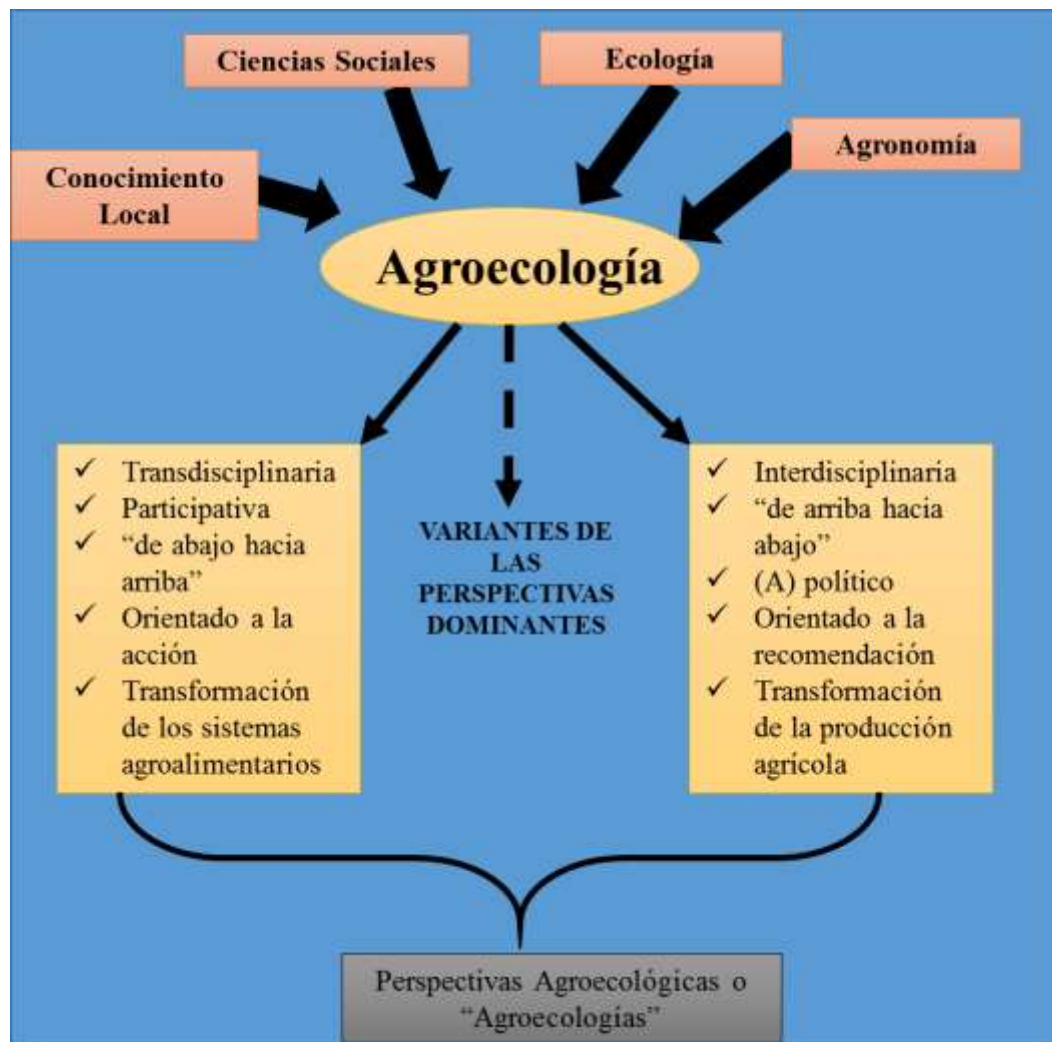 Ciencias Sociales
Ecología
Agronomía
Conocimiento
Local
Agroecología
✓ Transdisciplinaria
✓ Participativa
✓ “de abajo hacia
arriba”
✓ Orientado a la
acción
✓ Transformación
de los sistemas
agroalimentarios
VARIANTES DE
LAS
PERSPECTIVAS
DOMINANTES
✓ Interdisciplinaria
✓ “de arriba hacia
abajo”
✓ (A) político
✓ Orientado a la
recomendación
✓ Transformación
de la producción
agrícola
Perspectivas Agroecológicas o
“Agroecologías”